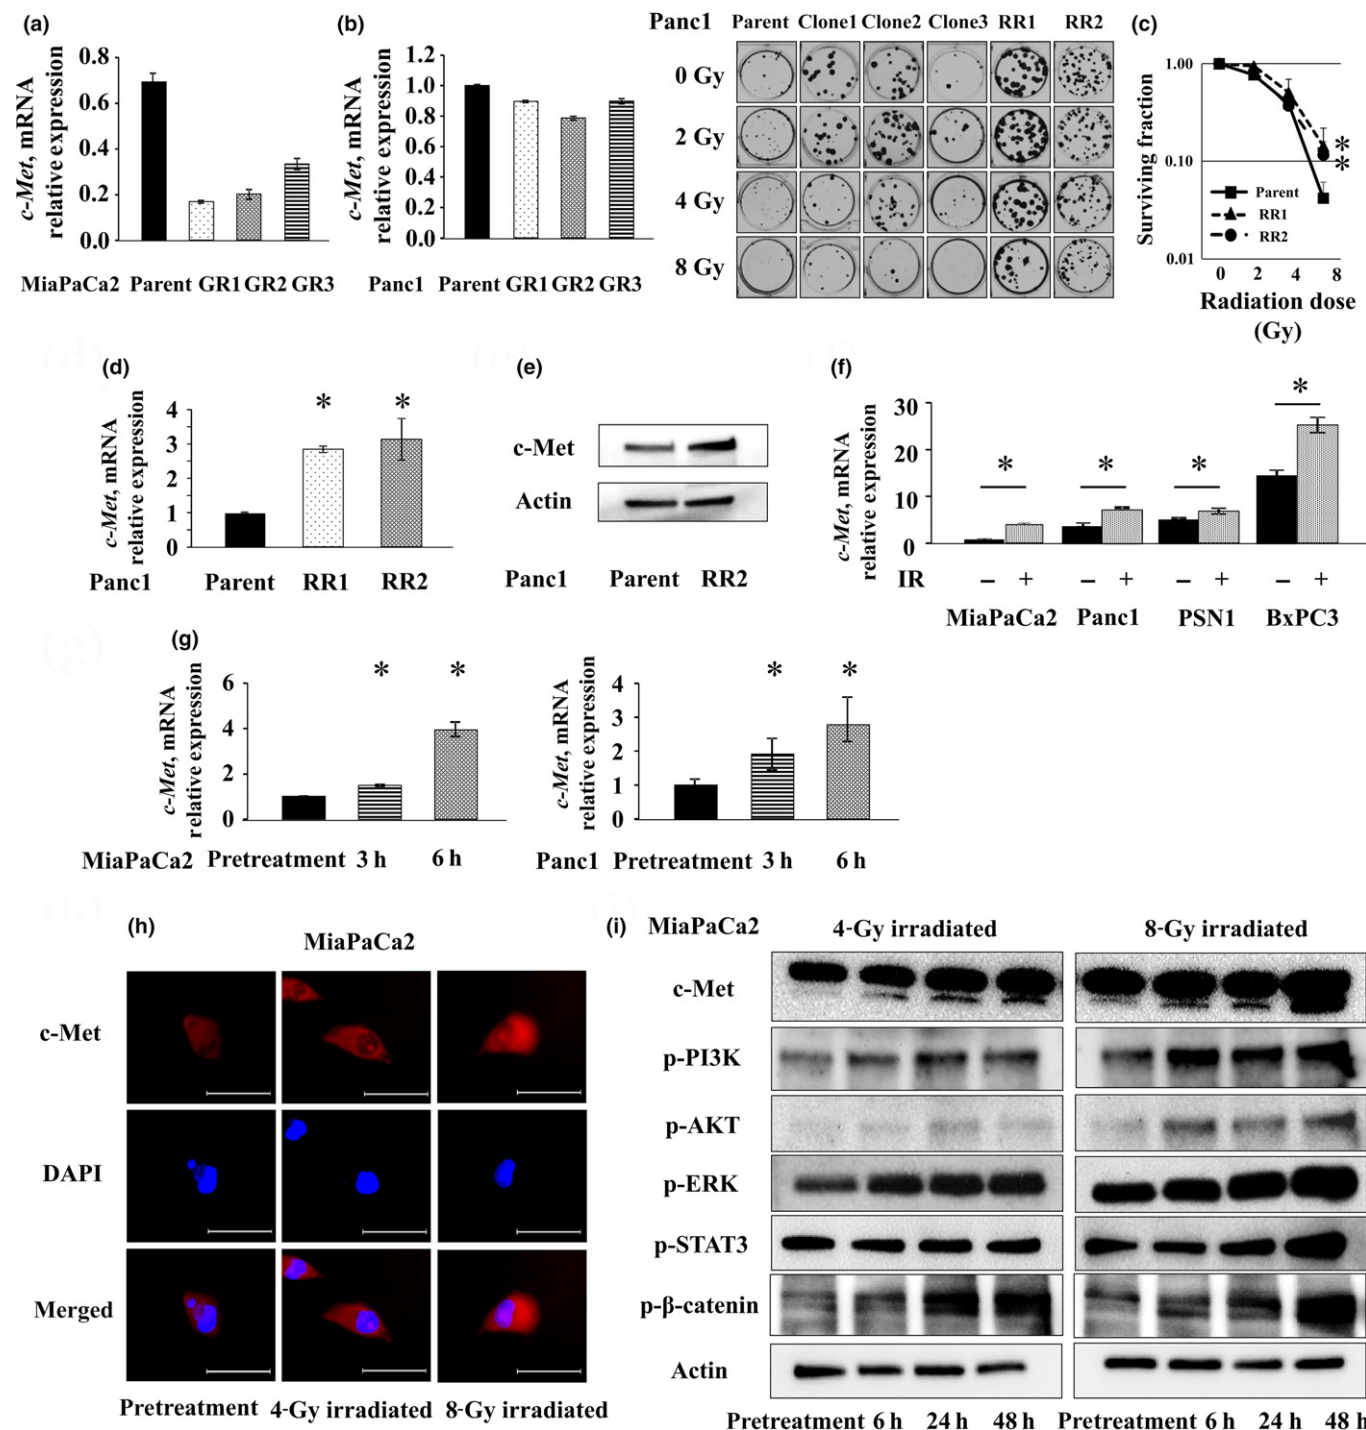 (a)
c-Met, mRNA
relative expression
0.8
0.6
0.4
0.2
0.0
MiaPaCa2 Parent GR1 GR2 GR3
(b)
c-Met, mRNA
relative expression
1.2
1.0
0.8
0.6
0.4
0.2
0.0
Panc1 Parent GR1 GR2 GR3
Panc1 Parent Clone1 Clone2 Clone3 RR1 RR2
0 Gy
2 Gy
4 Gy
8 Gy
(c)
Surviving fraction
1.00
0.10
0.01
*
*
Parent
RR1
RR2
0 2 4 8
Radiation dose
(Gy)
(d)
c-Met, mRNA
relative expression
4
3
2
1
0
* *
Panc1 Parent RR1 RR2
(e)
c-Met
Actin
Panc1 Parent RR2
(f)
c-Met, mRNA
relative expression
30
20
10
0
* * * *
IR − + − + − + − +
MiaPaCa2 Panc1 PSN1 BxPC3
(g)
c-Met, mRNA
relative expression
6
4
2
0
* *
MiaPaCa2 Pretreatment 3 h 6 h
c-Met, mRNA
relative expression
4
3
2
1
0
* *
Panc1 Pretreatment 3 h 6 h
(h)
MiaPaCa2
c-Met
DAPI
Merged
Pretreatment 4-Gy irradiated 8-Gy irradiated
(i) MiaPaCa2 4-Gy irradiated 8-Gy irradiated
c-Met
p-PI3K
p-AKT
p-ERK
p-STAT3
p-β-catenin
Actin
Pretreatment 6 h 24 h 48 h Pretreatment 6 h 24 h 48 h